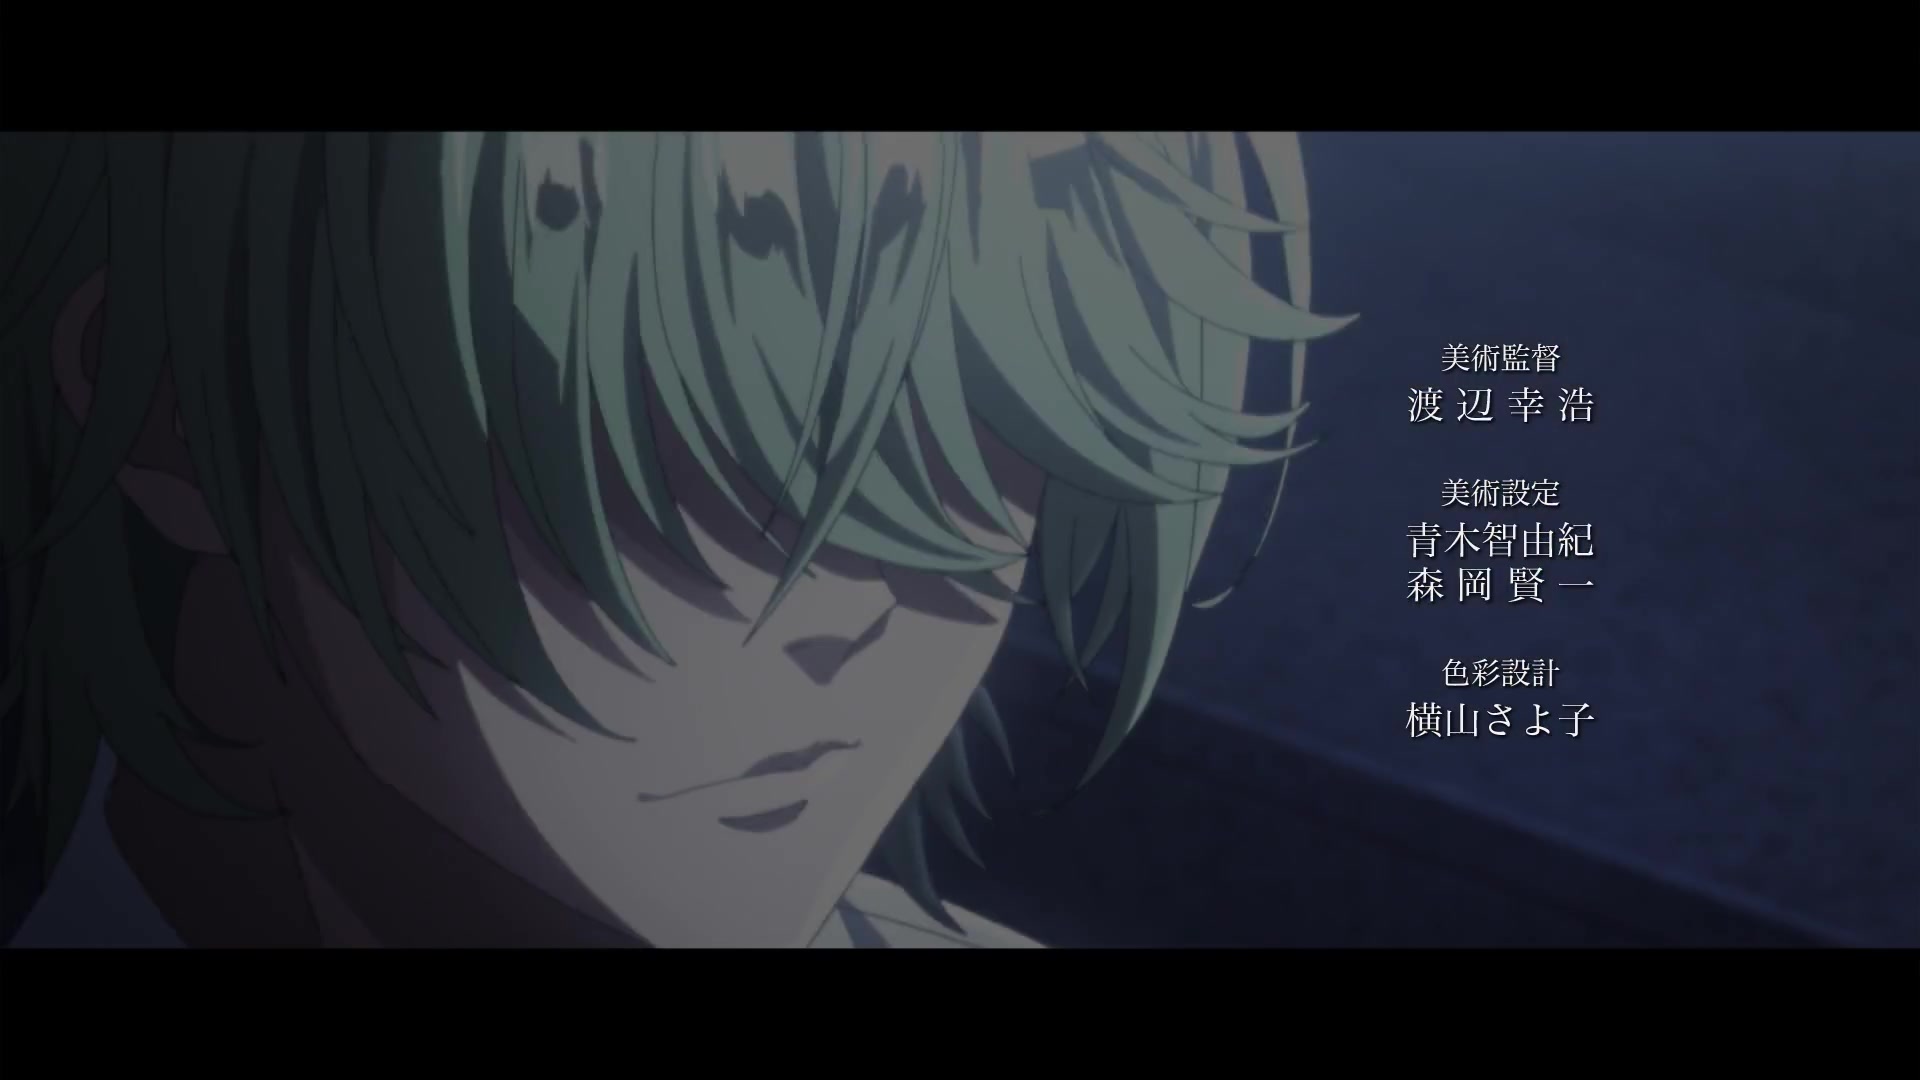 美術監督
渡辺幸浩
美術設定
青木智由紀
森岡賢一
色彩設計
横山さよ子